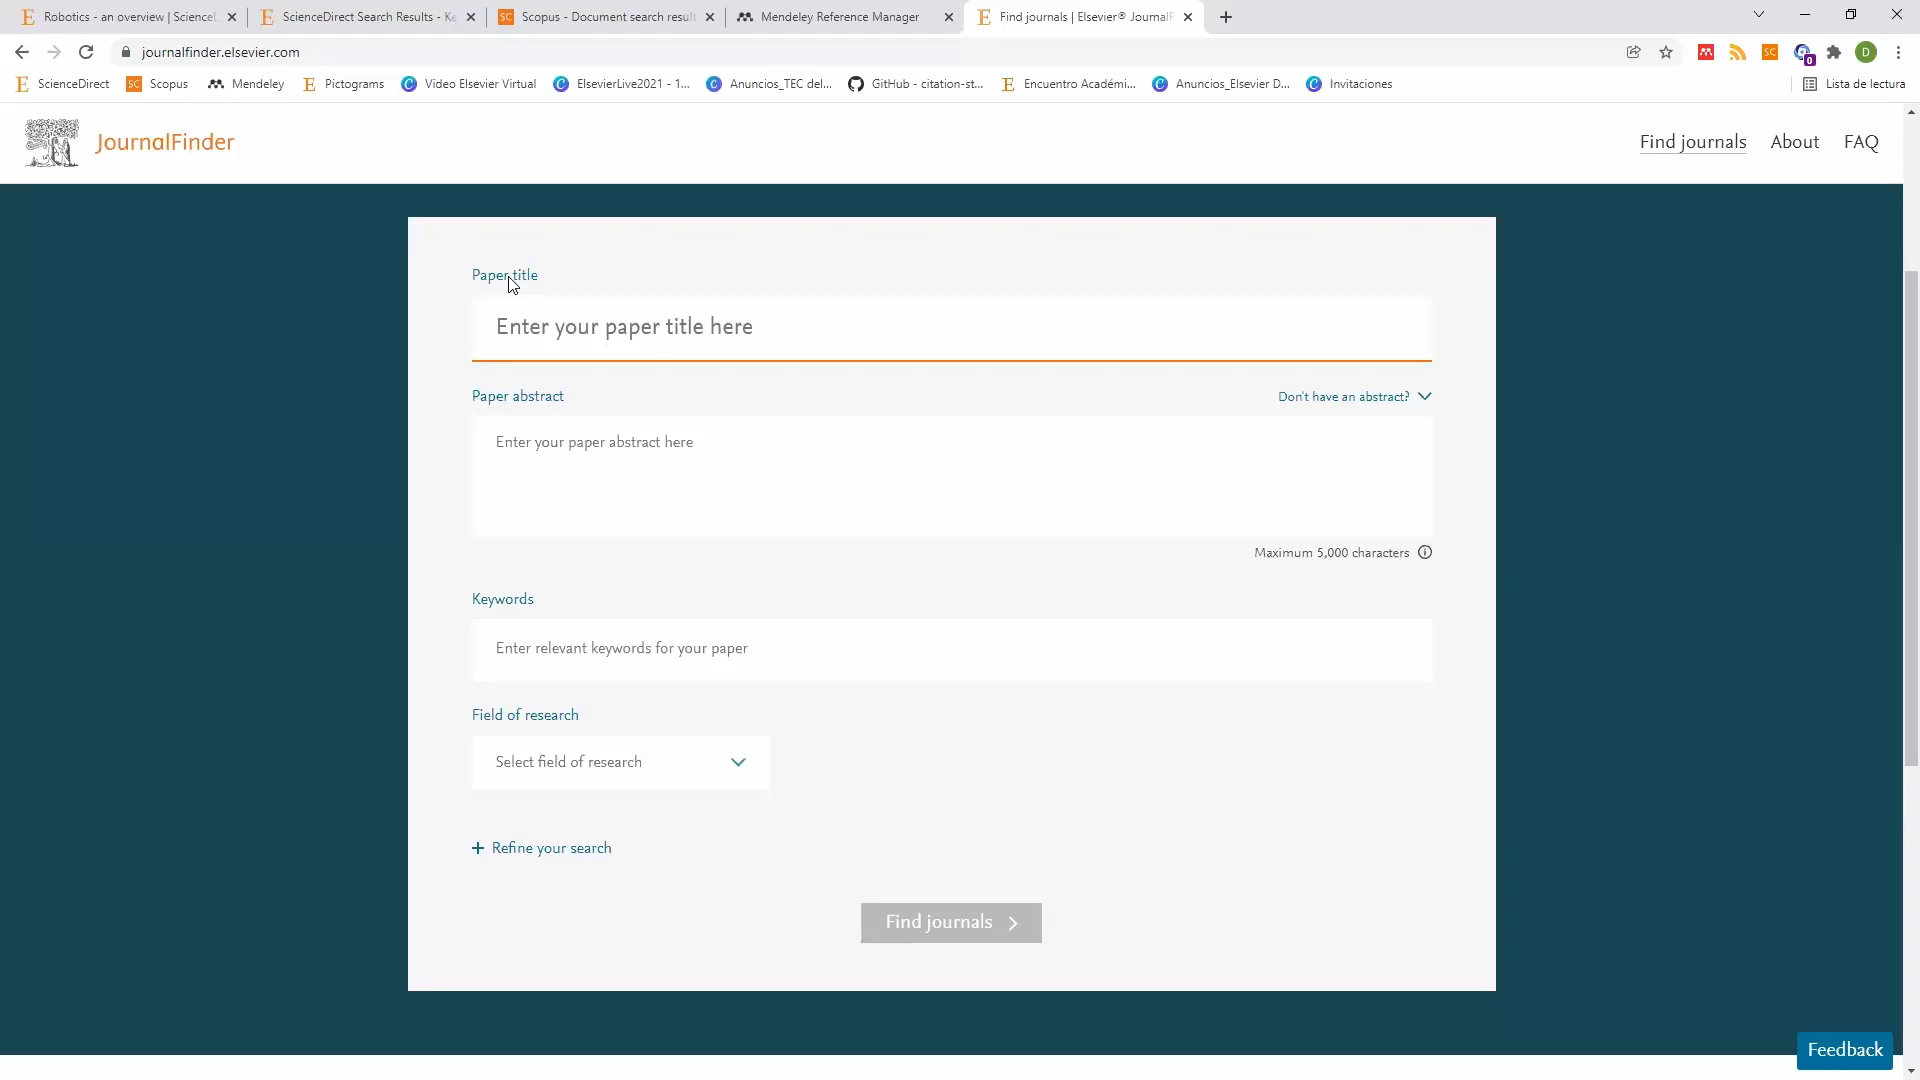 Robotics - an overview | Science
ScienceDirect Search Results - Ke
Scopus - Document search result
Mendeley Reference Manager
Find journals | Elsevier® JournalF
journalfinder.elsevier.com
SC
0
D
ScienceDirect
SC
Scopus
Mendeley
Pictograms
Video Elsevier Virtual
ElsevierLive2021 - 1...
Anuncios_TEC del...
GitHub - citation-st...
Encuentro Académi...
Anuncios_Elsevier D...
Invitaciones
Lista de lectura
JournalFinder
Find journals
About
FAQ
Paper title
Enter your paper title here
Paper abstract
Don't have an abstract?
Enter your paper abstract here
Maximum 5,000 characters
Keywords
Enter relevant keywords for your paper
Field of research
Select field of research
+ Refine your search
Find journals
Feedback